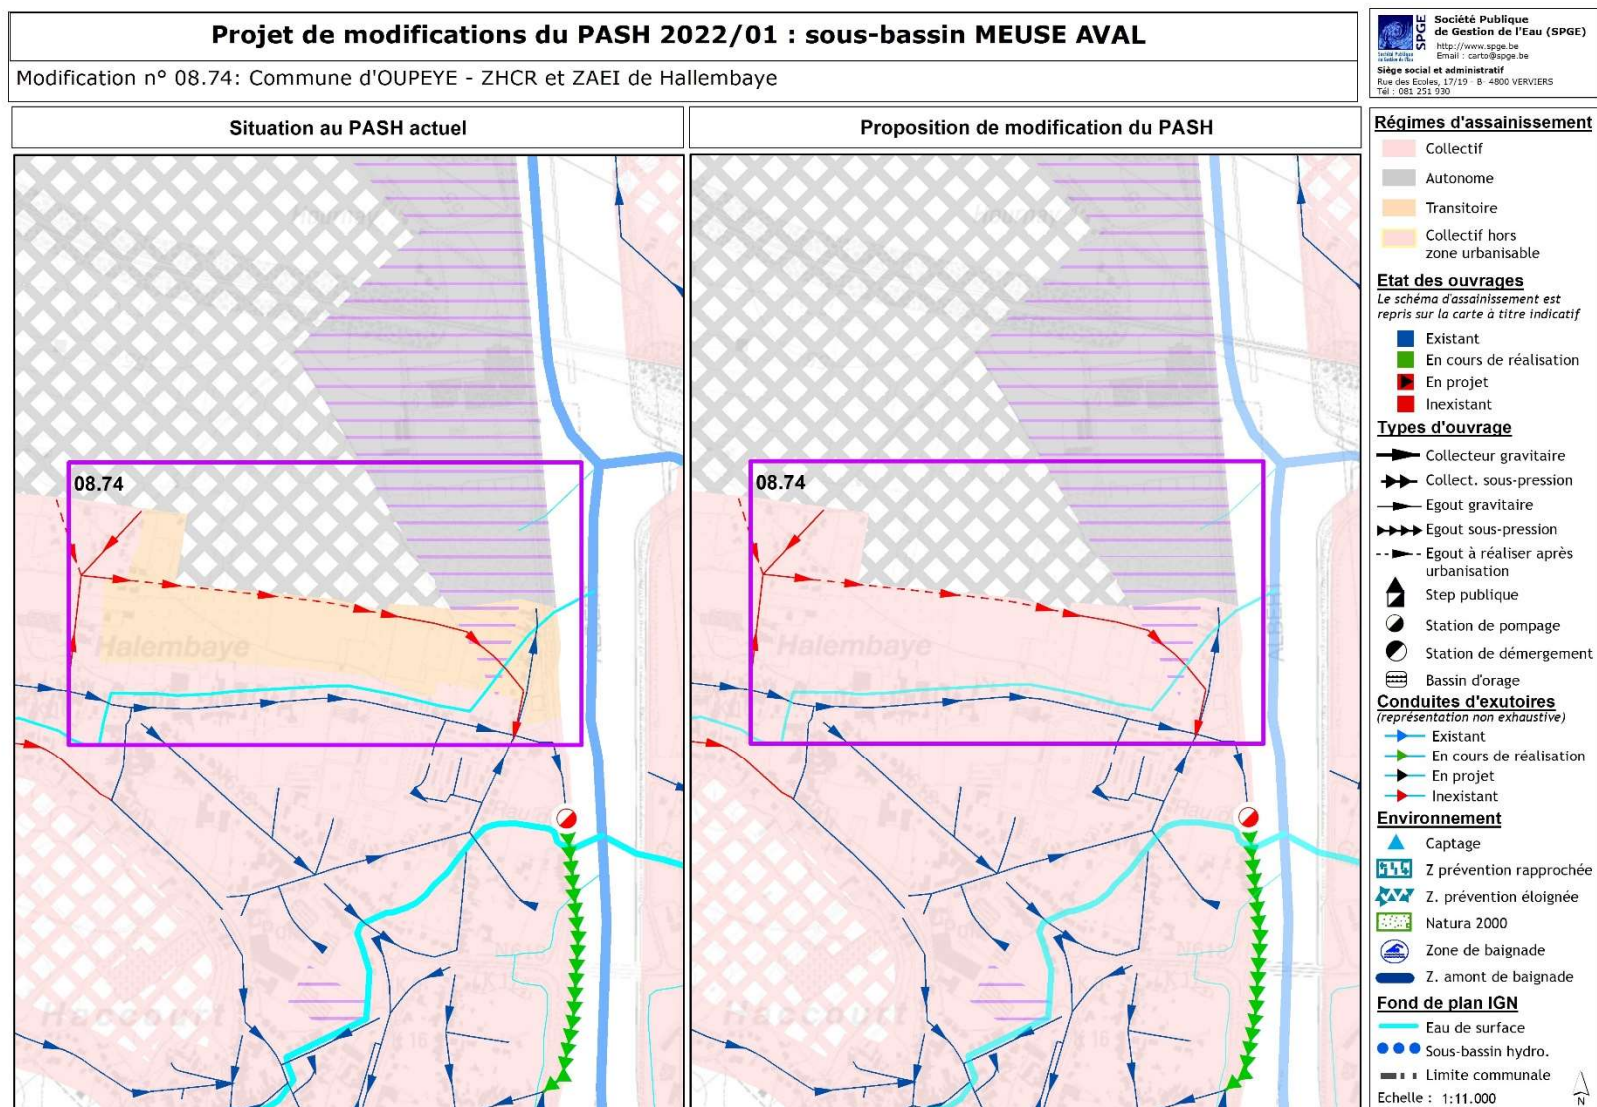 Projet de modifications du PASH 2022/01 : sous-bassin MEUSE AVAL
Modification n° 08.74: Commune d'OUPEYE - ZHCR et ZAEI de Hallembaye
SPGE
Société Publique
de Gestion de l'Eau (SPGE)
http://www.spge.be
Email : carto@spge.be
Siège social et administratif
Rue des Ecoles, 17/19 - B- 4800 VERVIERS
Tél : 081 251 930
Situation au PASH actuel
Proposition de modification du PASH
08.74
Halembaye
Haccourt
N618
08.74
Halembaye
ALBERT
Haccourt
N618
Régimes d'assainissement
Collectif
Autonome
Transitoire
Collectif hors
zone urbanisable
Etat des ouvrages
Le schéma d'assainissement est
repris sur la carte à titre indicatif
Existant
En cours de réalisation
En projet
Inexistant
Types d'ouvrage
Collecteur gravitaire
Collect. sous-pression
Egout gravitaire
Egout sous-pression
Egout à réaliser après
urbanisation
Step publique
Station de pompage
Station de démergement
Bassin d'orage
Conduites d'exutoires
(représentation non exhaustive)
Existant
En cours de réalisation
En projet
Inexistant
Environnement
Captage
Z prévention rapprochée
Z. prévention éloignée
Natura 2000
Zone de baignade
Z. amont de baignade
Fond de plan IGN
Eau de surface
Sous-bassin hydro.
Limite communale
Echelle : 1:11.000
N